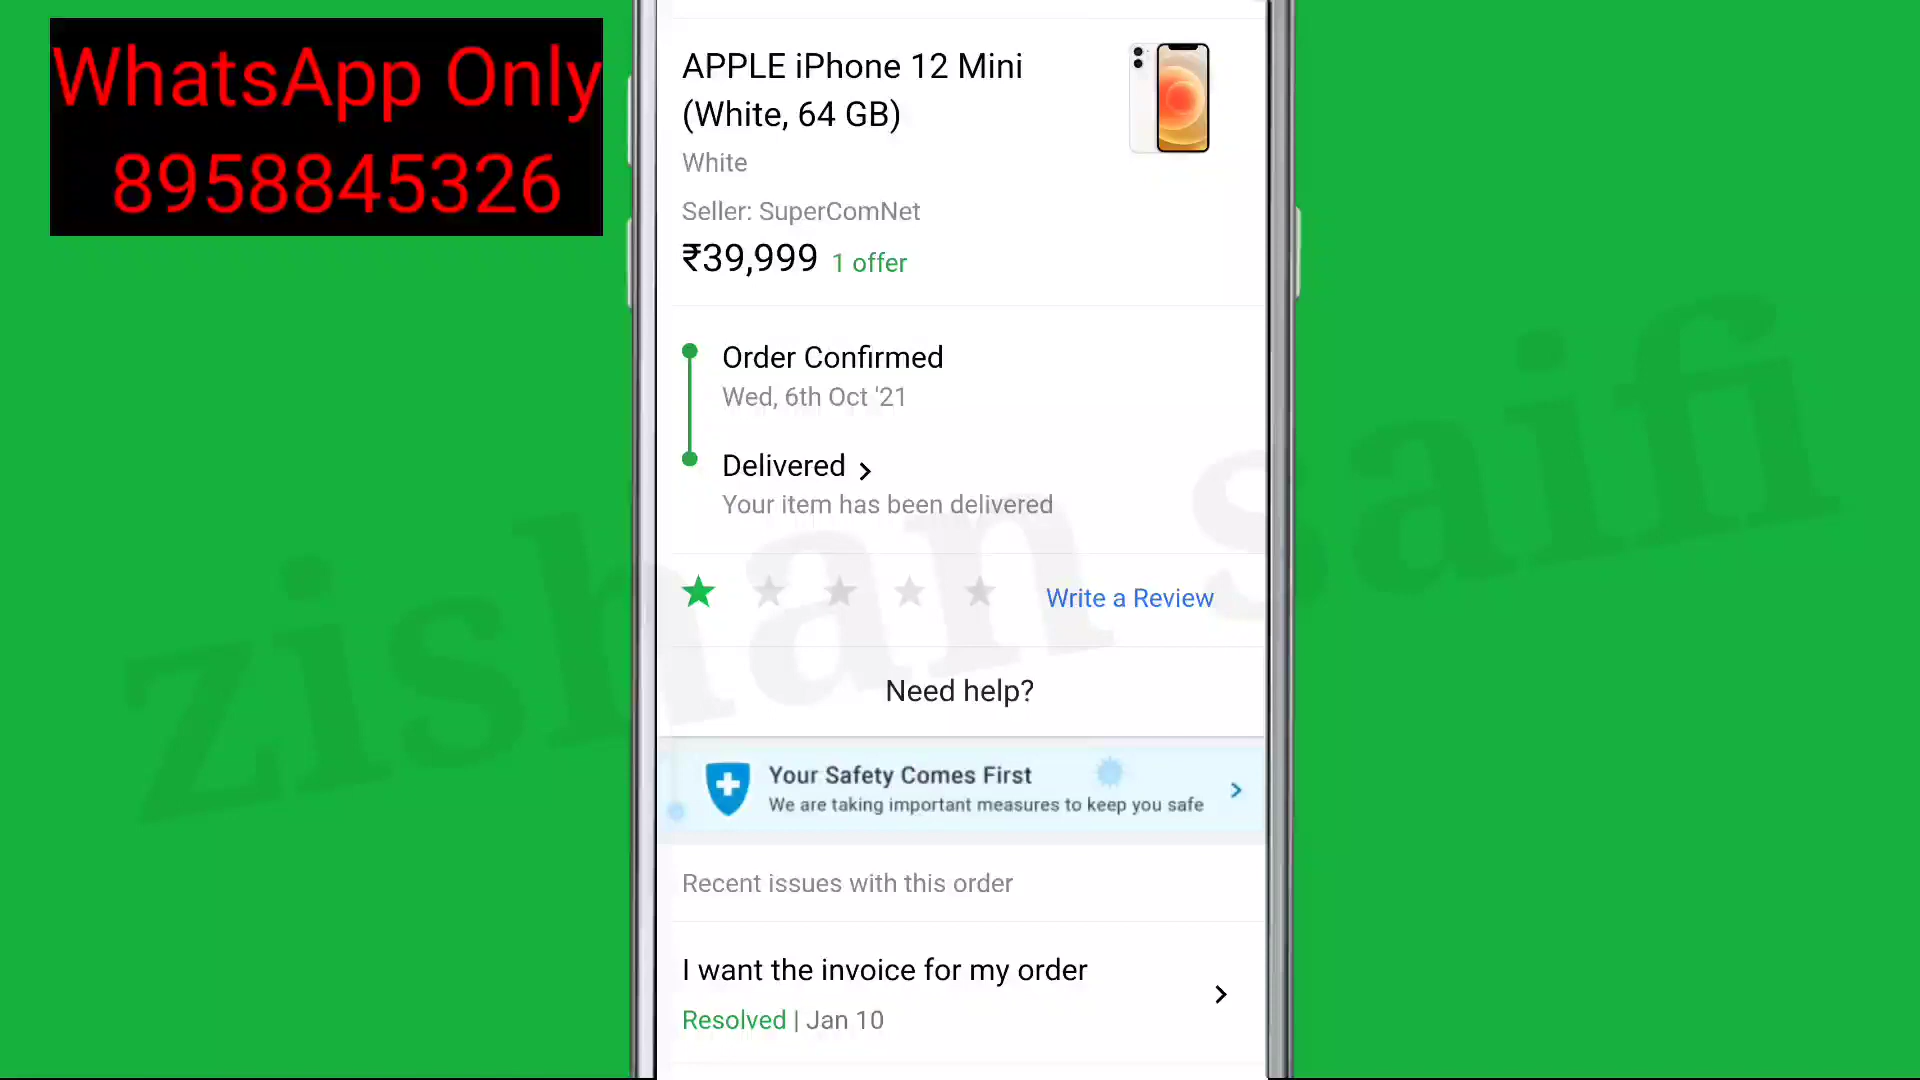 WhatsApp Only
8958845326
APPLE iPhone 12 Mini
(White, 64 GB)
White
Seller: SuperComNet
₹39,999 1 offer
Order Confirmed
Wed, 6th Oct '21
Delivered
Your item has been delivered
Write a Review
Need help?
Your Safety Comes First
We are taking important measures to keep you safe
Recent issues with this order
I want the invoice for my order
Resolved | Jan 10
zishan saifi